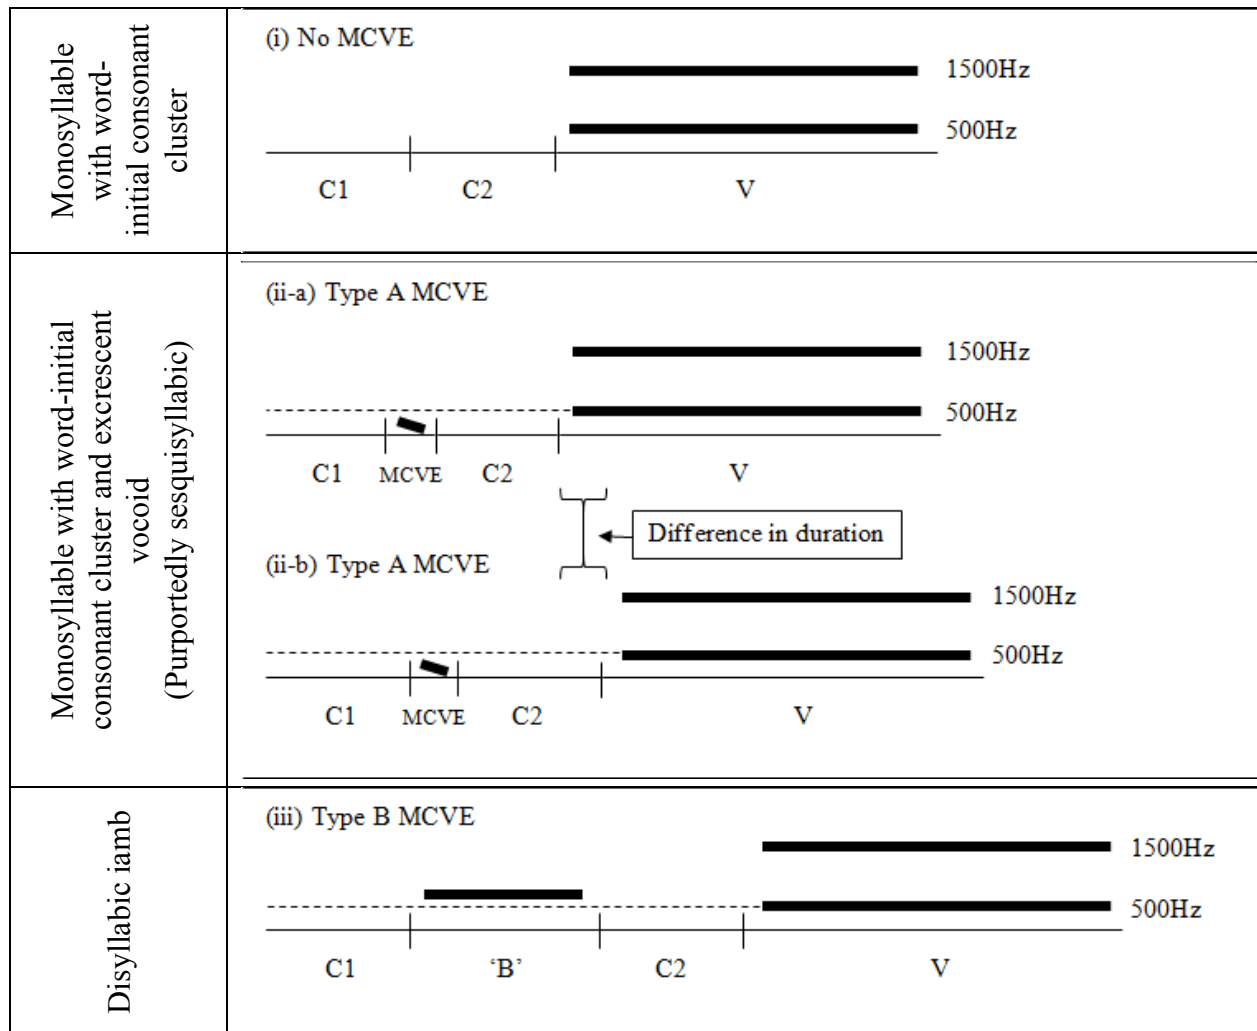 Monosyllable
with word-
initial consonant
cluster
(i) No MCVE
1500Hz
500Hz
C1 C2 V
Monosyllable with word-initial
consonant cluster and excrescent
vocoid
(Purportedly sesquisyllabic)
(ii-a) Type A MCVE
1500Hz
500Hz
C1 MCVE C2 V
Difference in duration
(ii-b) Type A MCVE
1500Hz
500Hz
C1 MCVE C2 V
Disyllabic iamb
(iii) Type B MCVE
1500Hz
500Hz
C1 ‘B’ C2 V